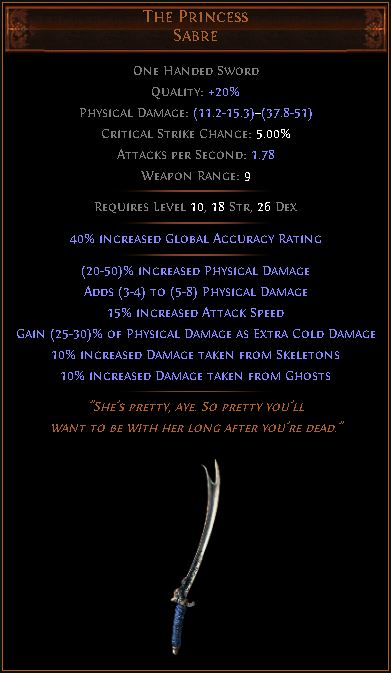 The Princess
Sabre
One Handed Sword
Quality: +20%
Physical Damage: (11.2-15.3)–(37.8-51)
Critical Strike Chance: 5.00%
Attacks per Second: 1.78
Weapon Range: 9
Requires Level 10, 18 Str, 26 Dex
40% increased Global Accuracy Rating
(20-50)% increased Physical Damage
Adds (3-4) to (5-8) Physical Damage
15% increased Attack Speed
Gain (25-30)% of Physical Damage as Extra Cold Damage
10% increased Damage taken from Skeletons
10% increased Damage taken from Ghosts
"She's pretty, aye. So pretty you'll
want to be with her long after you're dead."